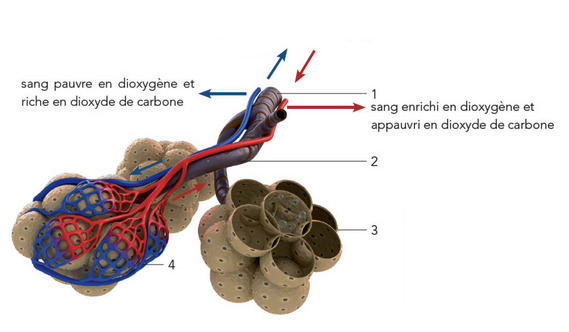 sang pauvre en dioxygène et
riche en dioxyde de carbone
1
sang enrichi en dioxygène et
appauvri en dioxyde de carbone
2
3
4